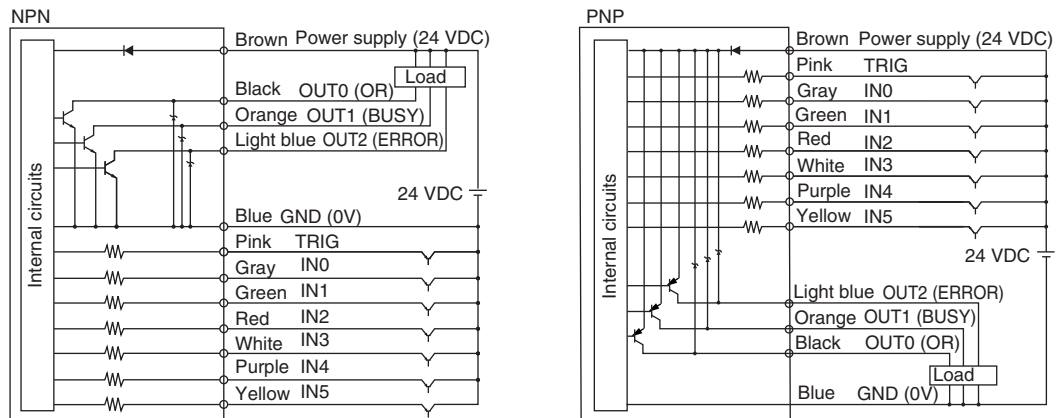 NPN
Brown Power supply (24 VDC)
Load
Black OUT0 (OR)
Orange OUT1 (BUSY)
Light blue OUT2 (ERROR)
24 VDC
Internal circuits
Blue GND (0V)
Pink TRIG
Gray IN0
Green IN1
Red IN2
White IN3
Purple IN4
Yellow IN5
PNP
Brown Power supply (24 VDC)
Pink TRIG
Gray IN0
Green IN1
Red IN2
White IN3
Purple IN4
Yellow IN5
Internal circuits
24 VDC
Light blue OUT2 (ERROR)
Orange OUT1 (BUSY)
Black OUT0 (OR)
Load
Blue GND (0V)